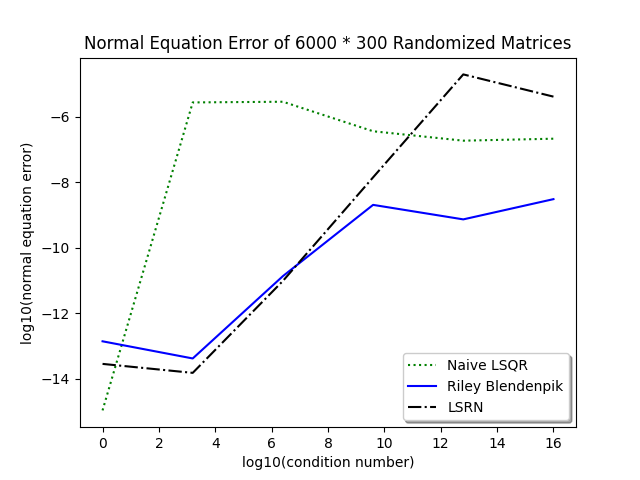 Normal Equation Error of 6000 * 300 Randomized Matrices
log10(normal equation error)
−6
−8
−10
−12
−14
Naive LSQR
Riley Blendenpik
LSRN
0 2 4 6 8 10 12 14 16
log10(condition number)